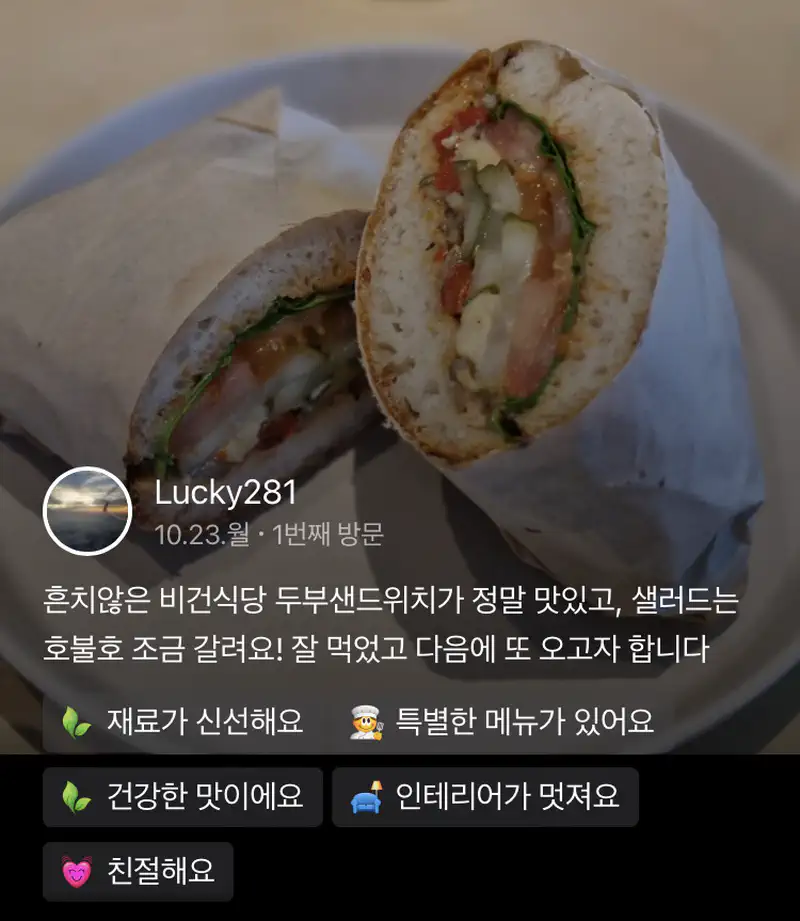 Lucky281
10.23.월 · 1번째 방문
흔치않은 비건식당 두부샌드위치가 정말 맛있고, 샐러드는
호불호 조금 갈려요! 잘 먹었고 다음에 또 오고자 합니다
재료가 신선해요 특별한 메뉴가 있어요
건강한 맛이에요 인테리어가 멋져요
친절해요